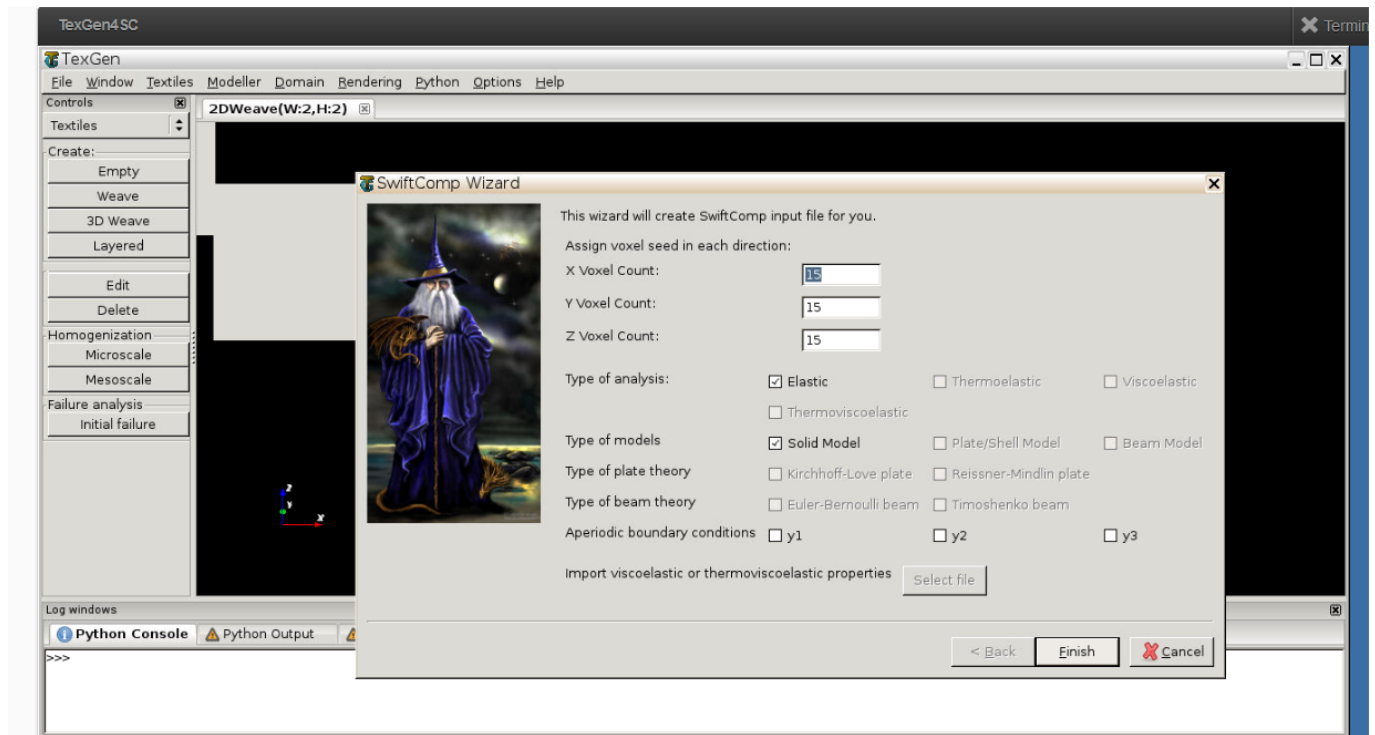 TexGen4SC
Termin
TexGen
File Window Textiles Modeller Domain Rendering Python Options Help
Controls
2DWeave(W:2,H:2)
Textiles
Create:
Empty
Weave
3D Weave
Layered
Edit
Delete
Homogenization
Microscale
Mesoscale
Failure analysis
Initial failure
z
y
x
SwiftComp Wizard
This wizard will create SwiftComp input file for you.
Assign voxel seed in each direction:
X Voxel Count: 15
Y Voxel Count: 15
Z Voxel Count: 15
Type of analysis: Elastic Thermoelastic Viscoelastic
Thermoviscoelastic
Type of models Solid Model Plate/Shell Model Beam Model
Type of plate theory Kirchhoff-Love plate Reissner-Mindlin plate
Type of beam theory Euler-Bernoulli beam Timoshenko beam
Aperiodic boundary conditions y1 y2 y3
Import viscoelastic or thermoviscoelastic properties Select file
< Back Finish Cancel
Log windows
Python Console Python Output
>>>